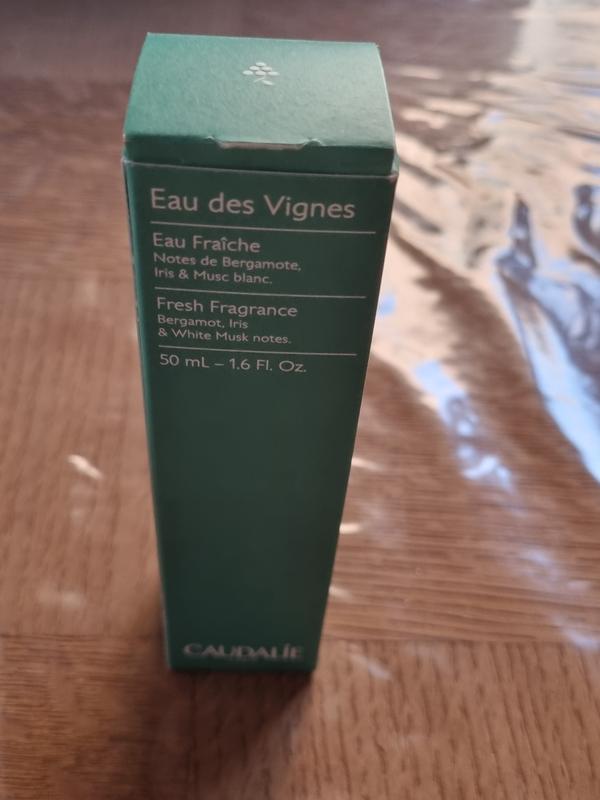 Eau des Vignes
Eau Fraîche
Notes de Bergamote,
Iris & Musc blanc.
Fresh Fragrance
Bergamot, Iris
& White Musk notes.
50 mL – 1.6 Fl. Oz.
CAUDALÍE